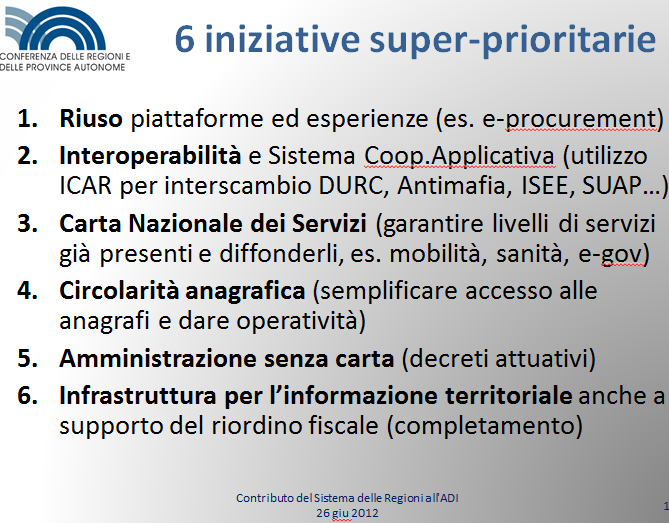 CONFERENZA DELLE REGIONI E
DELLE PROVINCE AUTONOME
6 iniziative super-prioritarie
1. Riuso piattaforme ed esperienze (es. e-procurement)
2. Interoperabilità e Sistema Coop.Applicativa (utilizzo
ICAR per interscambio DURC, Antimafia, ISEE, SUAP…)
3. Carta Nazionale dei Servizi (garantire livelli di servizi
già presenti e diffonderli, es. mobilità, sanità, e-gov)
4. Circolarità anagrafica (semplificare accesso alle
anagrafi e dare operatività)
5. Amministrazione senza carta (decreti attuativi)
6. Infrastruttura per l'informazione territoriale anche a
supporto del riordino fiscale (completamento)
Contributo del Sistema delle Regioni all'ADI
26 giu 2012
1